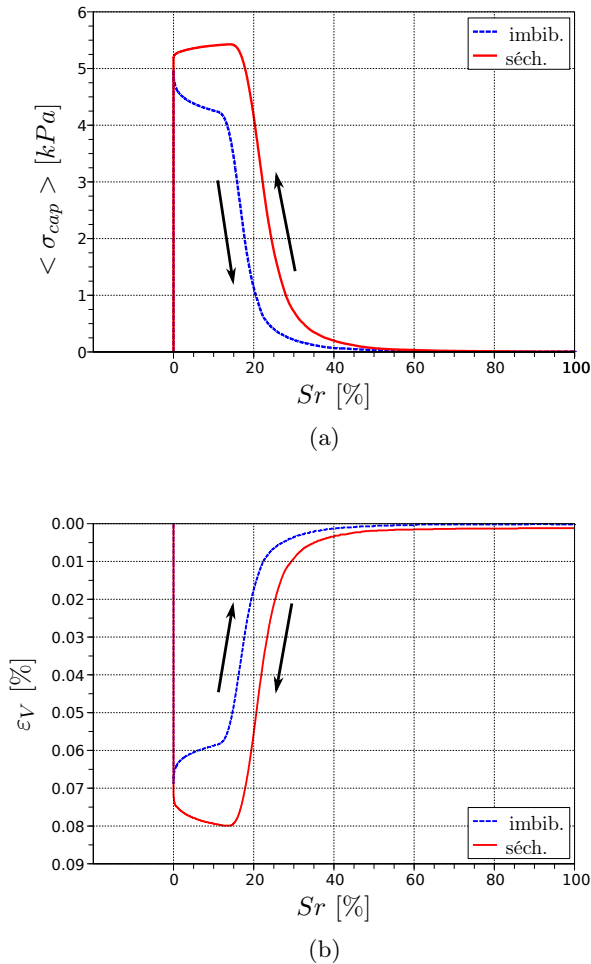 6
5
4
3
2
1
0
< σcap > [kPa]
imbib.
séch.
0 20 40 60 80 100
Sr [%]
(a)
0.00
0.01
0.02
0.03
0.04
0.05
0.06
0.07
0.08
0.09
εV [%]
imbib.
séch.
0 20 40 60 80 100
Sr [%]
(b)